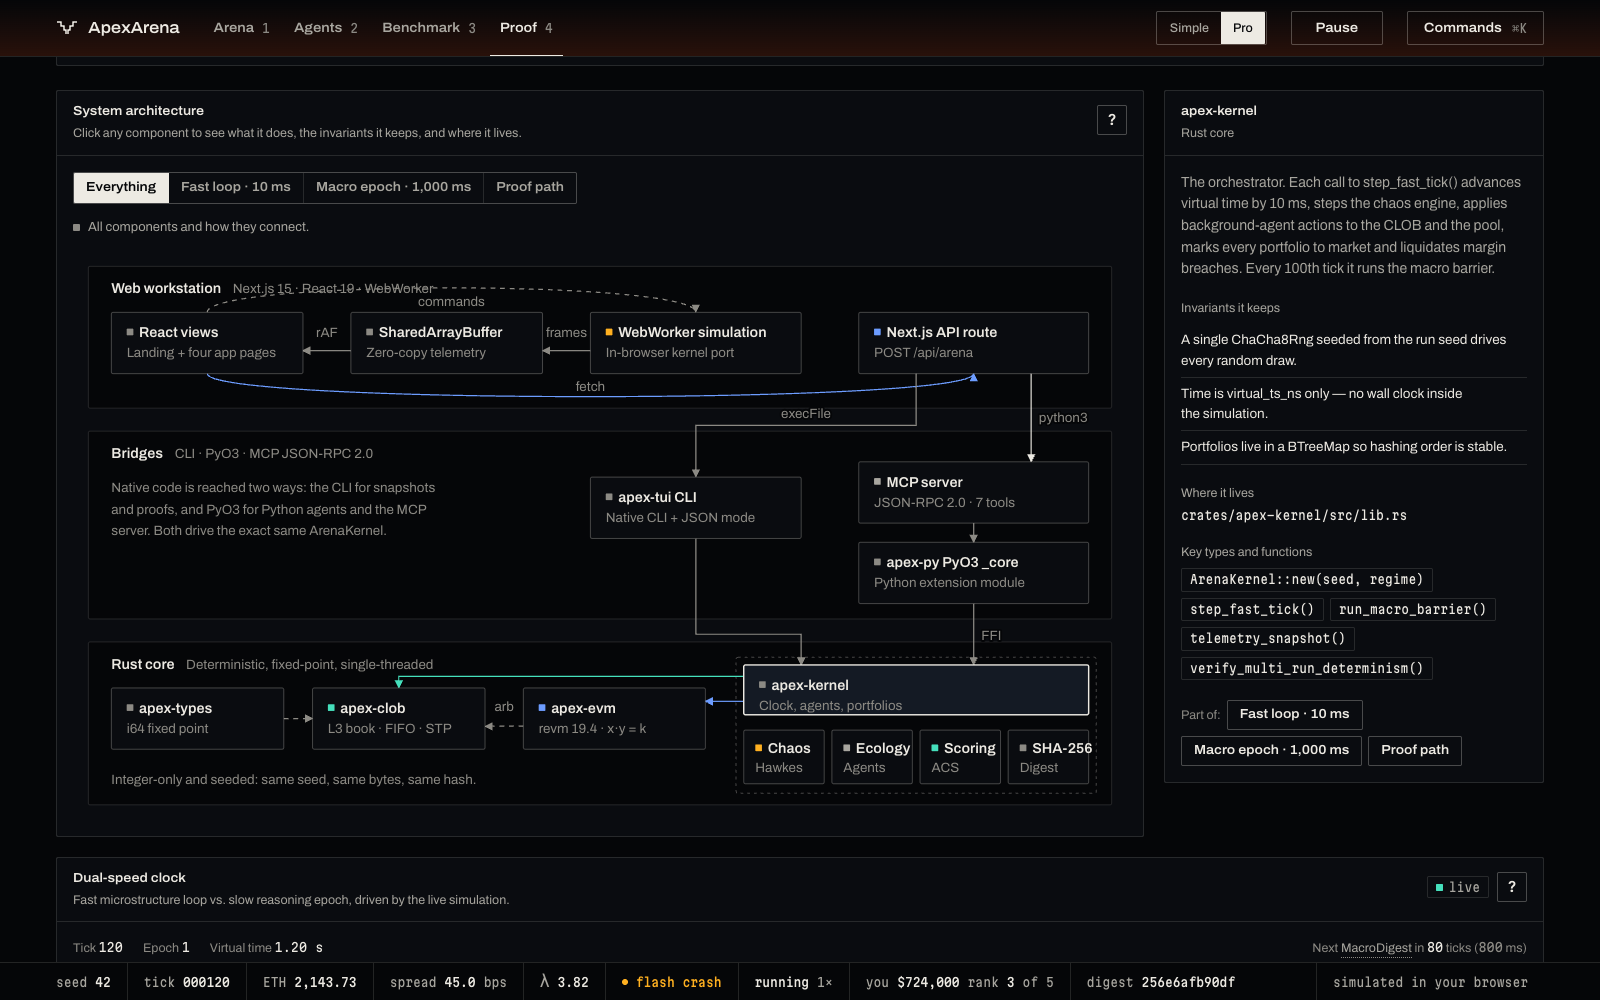 ApexArena Arena 1 Agents 2 Benchmark 3 Proof 4 Simple Pro Pause Commands ⌘K
System architecture
Click any component to see what it does, the invariants it keeps, and where it lives.
?
Everything Fast loop · 10 ms Macro epoch · 1,000 ms Proof path
All components and how they connect.
Web workstation Next.js 15 · React 19 · WebWorker
commands
React views
Landing + four app pages
rAF
SharedArrayBuffer
Zero-copy telemetry
frames
WebWorker simulation
In-browser kernel port
Next.js API route
POST /api/arena
fetch
execFile
python3
Bridges CLI · PyO3 · MCP JSON-RPC 2.0
Native code is reached two ways: the CLI for snapshots
and proofs, and PyO3 for Python agents and the MCP
server. Both drive the exact same ArenaKernel.
apex-tui CLI
Native CLI + JSON mode
MCP server
JSON-RPC 2.0 · 7 tools
apex-py PyO3 _core
Python extension module
FFI
Rust core Deterministic, fixed-point, single-threaded
apex-types
i64 fixed point
apex-clob
L3 book · FIFO · STP
arb
apex-evm
revm 19.4 · x·y = k
apex-kernel
Clock, agents, portfolios
Chaos
Hawkes
Ecology
Agents
Scoring
ACS
SHA-256
Digest
Integer-only and seeded: same seed, same bytes, same hash.
apex-kernel
Rust core
The orchestrator. Each call to step_fast_tick() advances
virtual time by 10 ms, steps the chaos engine, applies
background-agent actions to the CLOB and the pool,
marks every portfolio to market and liquidates margin
breaches. Every 100th tick it runs the macro barrier.
Invariants it keeps
A single ChaCha8Rng seeded from the run seed drives
every random draw.
Time is virtual_ts_ns only — no wall clock inside
the simulation.
Portfolios live in a BTreeMap so hashing order is stable.
Where it lives
crates/apex-kernel/src/lib.rs
Key types and functions
ArenaKernel::new(seed, regime)
step_fast_tick() run_macro_barrier()
telemetry_snapshot()
verify_multi_run_determinism()
Part of: Fast loop · 10 ms
Macro epoch · 1,000 ms Proof path
Dual-speed clock
Fast microstructure loop vs. slow reasoning epoch, driven by the live simulation.
live ?
Tick 120 Epoch 1 Virtual time 1.20 s Next MacroDigest in 80 ticks (800 ms)
seed 42 tick 000120 ETH 2,143.73 spread 45.0 bps λ 3.82 flash crash running 1× you $724,000 rank 3 of 5 digest 256e6afb90df simulated in your browser